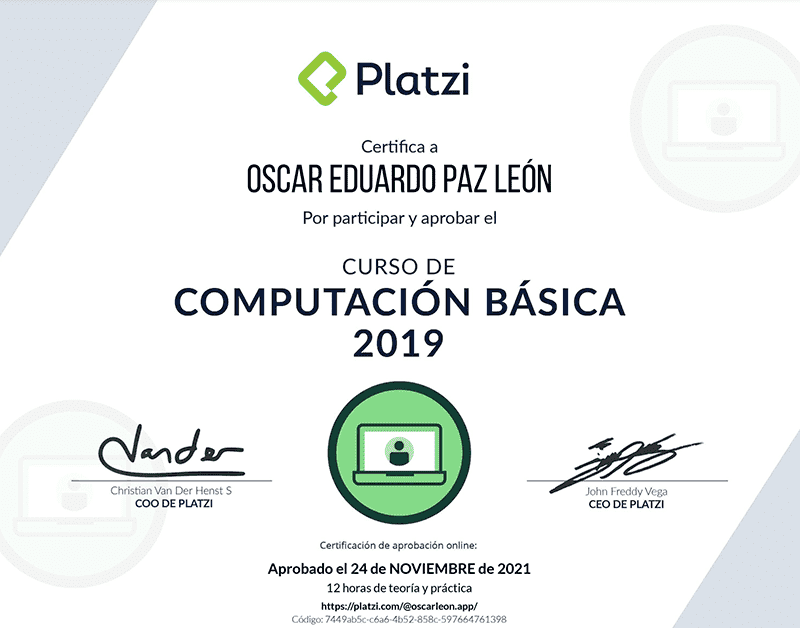 Platzi
Certifica a
OSCAR EDUARDO PAZ LEÓN
Por participar y aprobar el
CURSO DE
COMPUTACIÓN BÁSICA
2019
Vander
Christian Van Der Henst S
COO DE PLATZI
John Freddy Vega
CEO DE PLATZI
Certificación de aprobación online:
Aprobado el 24 de NOVIEMBRE de 2021
12 horas de teoría y práctica
https://platzi.com/@oscarleon.app/
Código: 7449ab5c-c6a6-4b52-858c-597664761398